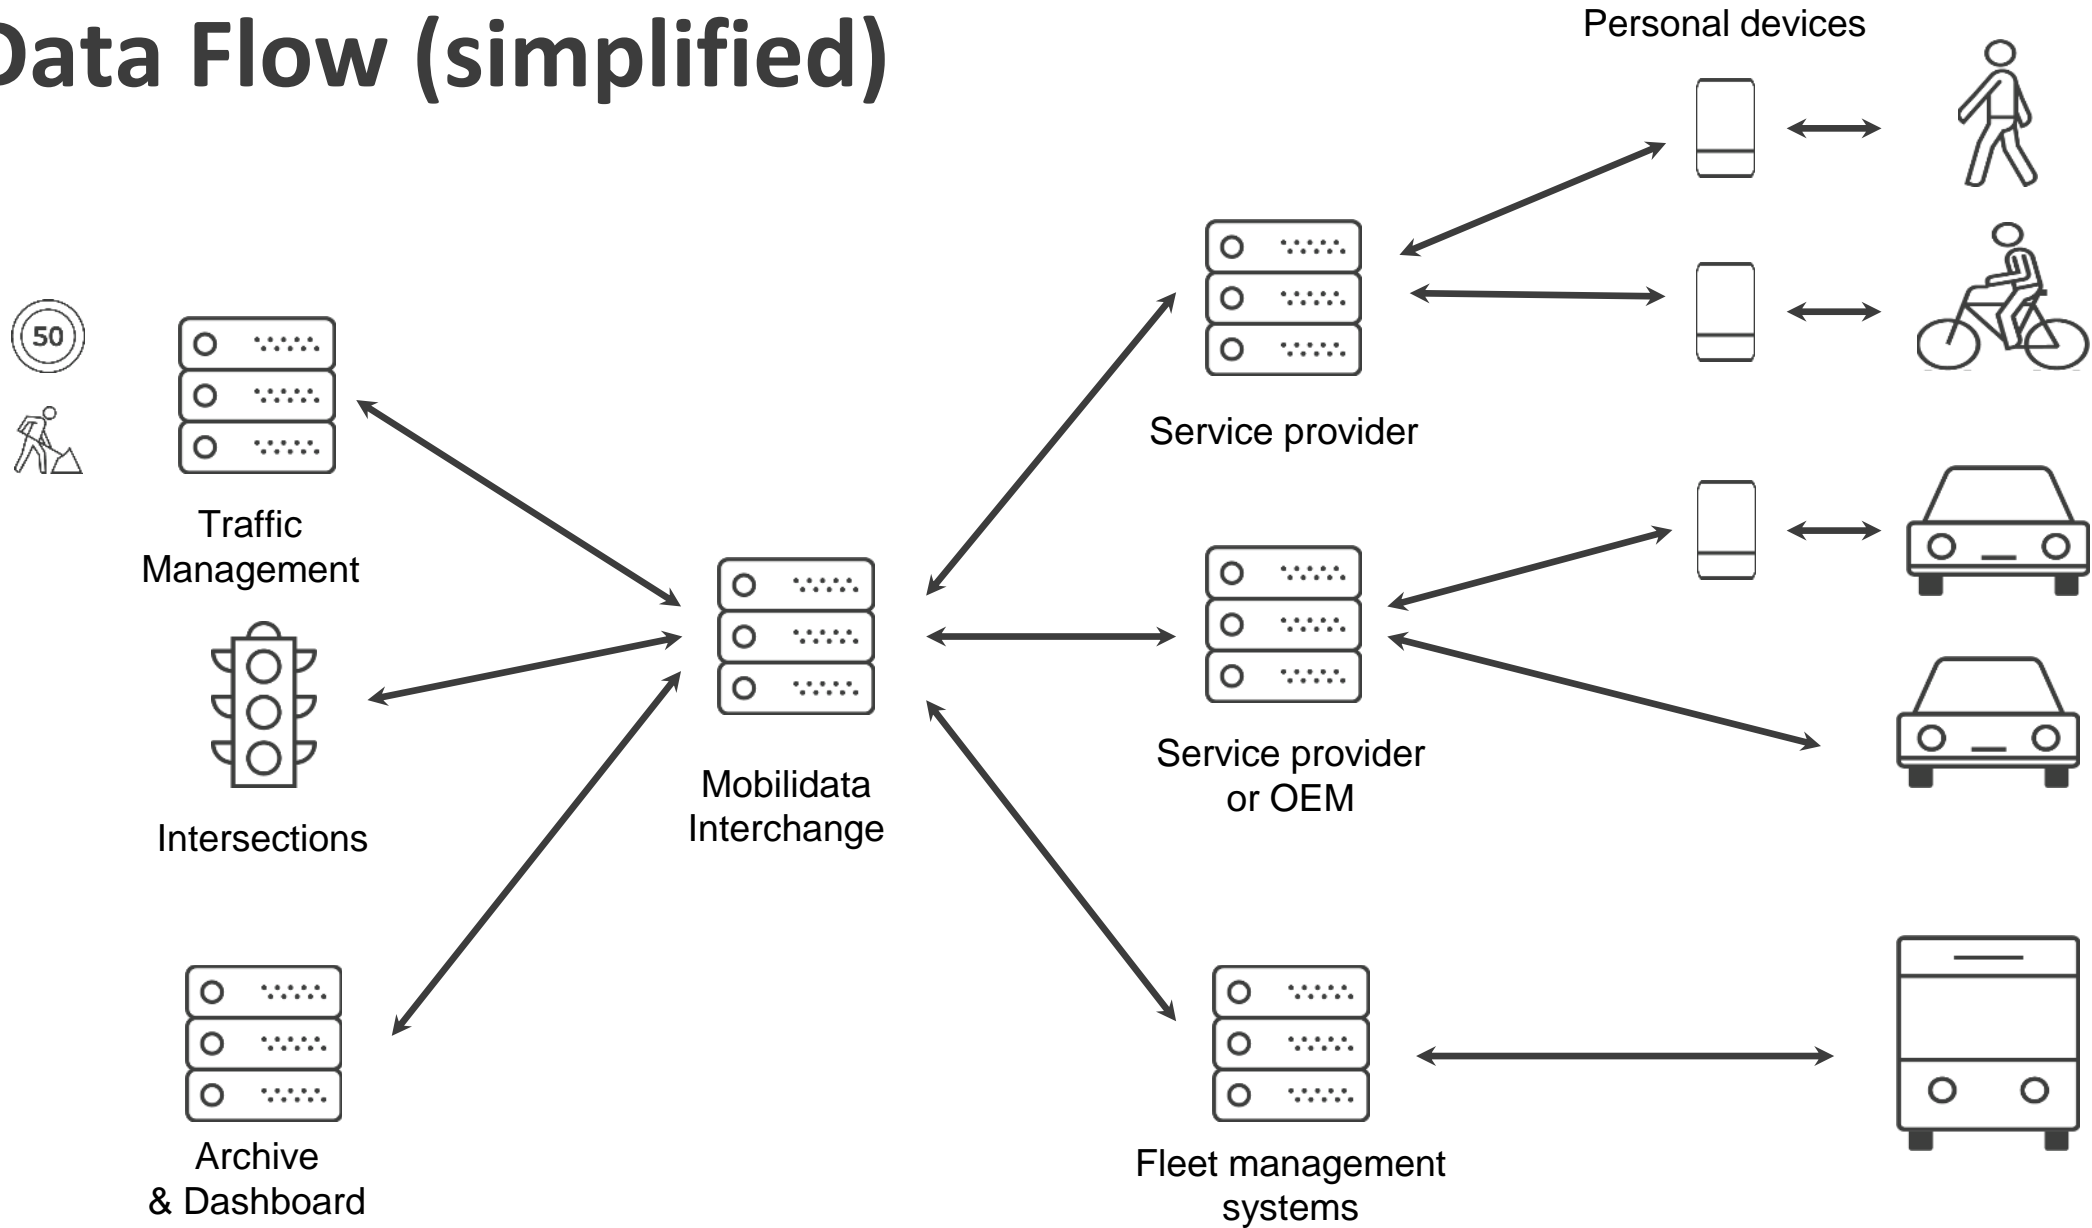 Data Flow (simplified)
Personal devices
50
Service provider
Traffic
Management
Service provider
or OEM
Mobilidata
Interchange
Intersections
Archive
& Dashboard
Fleet management
systems